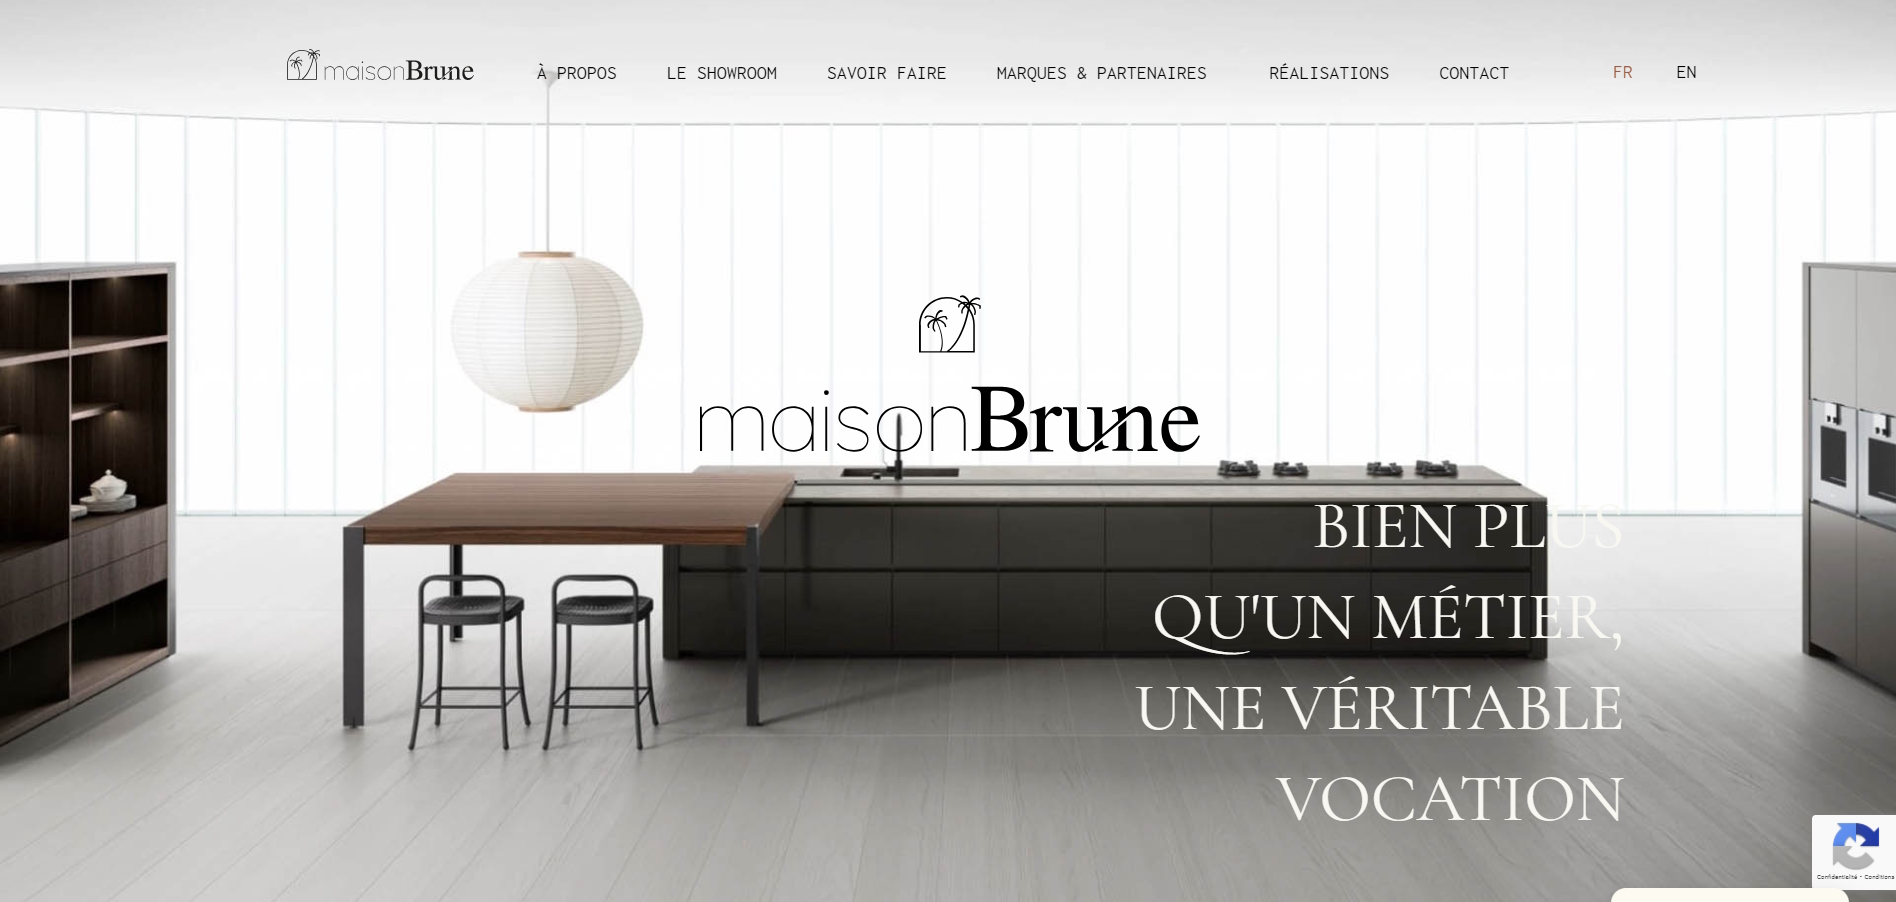 maisonBrune
À PROPOS
LE SHOWROOM
SAVOIR FAIRE
MARQUES & PARTENAIRES
RÉALISATIONS
CONTACT
FR
EN
maisonBrune
BIEN PLUS
QU'UN MÉTIER,
UNE VÉRITABLE
VOCATION
Confidentialité - Conditions